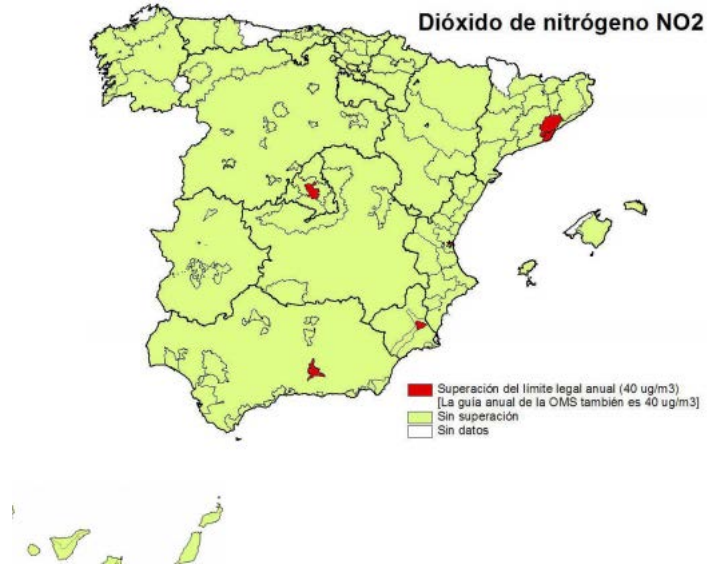 Dióxido de nitrógeno NO2
Superación del límite legal anual (40 ug/m3)
[La guía anual de la OMS también es 40 ug/m3]
Sin superación
Sin datos